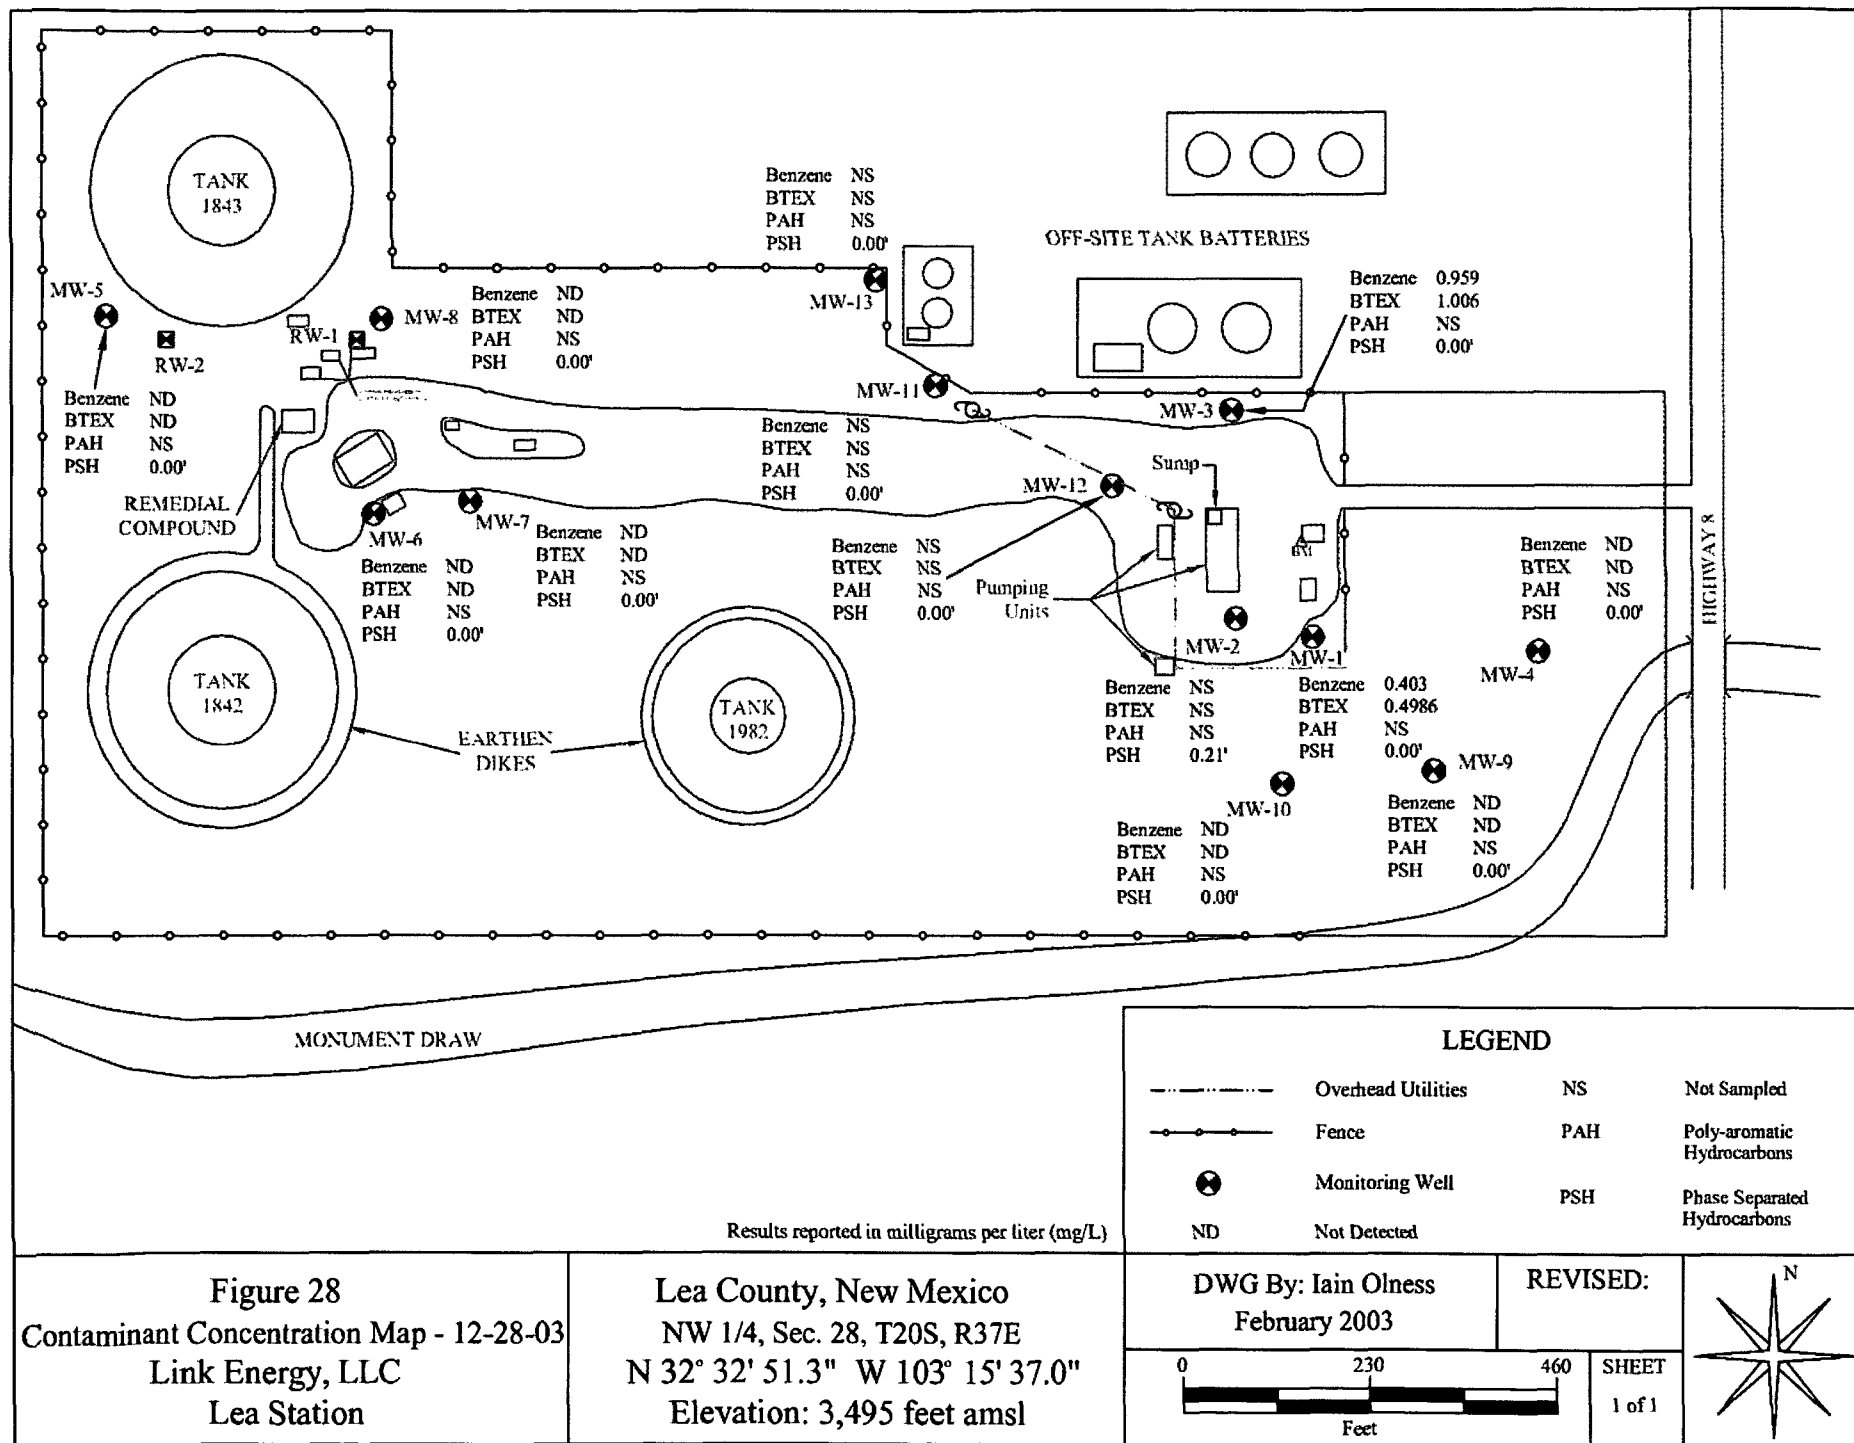 TANK
1843
Benzene NS
BTEX NS
PAH NS
PSH 0.00'
MW-13
OFF-SITE TANK BATTERIES
Benzene 0.959
BTEX 1.006
PAH NS
PSH 0.00'
MW-5
RW-2
RW-1
MW-8
Benzene ND
BTEX ND
PAH NS
PSH 0.00'
Benzene ND
BTEX ND
PAH NS
PSH 0.00'
MW-11
MW-3
Benzene NS
BTEX NS
PAH NS
PSH 0.00'
Sump
MW-12
REMEDIAL
COMPOUND
MW-6
MW-7
Benzene ND
BTEX ND
PAH NS
PSH 0.00'
Benzene ND
BTEX ND
PAH NS
PSH 0.00'
Benzene NS
BTEX NS
PAH NS
PSH 0.00'
Pumping
Units
BM
Benzene ND
BTEX ND
PAH NS
PSH 0.00'
HIGHWAY 8
MW-2
MW-1
MW-4
TANK
1842
EARTHEN
DIKES
TANK
1982
Benzene NS
BTEX NS
PAH NS
PSH 0.21'
Benzene 0.403
BTEX 0.4986
PAH NS
PSH 0.00'
MW-9
MW-10
Benzene ND
BTEX ND
PAH NS
PSH 0.00'
Benzene ND
BTEX ND
PAH NS
PSH 0.00'
MONUMENT DRAW
LEGEND
Overhead Utilities
NS Not Sampled
Fence
PAH Poly-aromatic
Hydrocarbons
Monitoring Well
PSH Phase Separated
Hydrocarbons
ND Not Detected
Results reported in milligrams per liter (mg/L)
Figure 28
Contaminant Concentration Map - 12-28-03
Link Energy, LLC
Lea Station
Lea County, New Mexico
NW 1/4, Sec. 28, T20S, R37E
N 32° 32' 51.3" W 103° 15' 37.0"
Elevation: 3,495 feet amsl
DWG By: Iain Olness
February 2003
REVISED:
0 230 460
Feet
SHEET
1 of 1
N